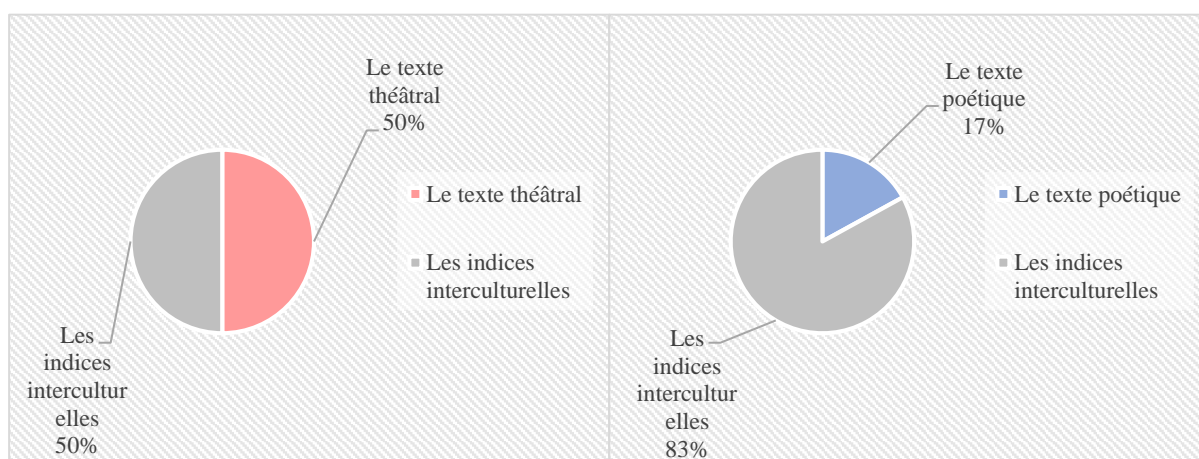 Le texte
théâtral
50%
Le texte théâtral
Les indices
interculturelles
Les
indices
intercultur
elles
50%
Le texte
poétique
17%
Le texte poétique
Les indices
interculturelles
Les
indices
intercultur
elles
83%